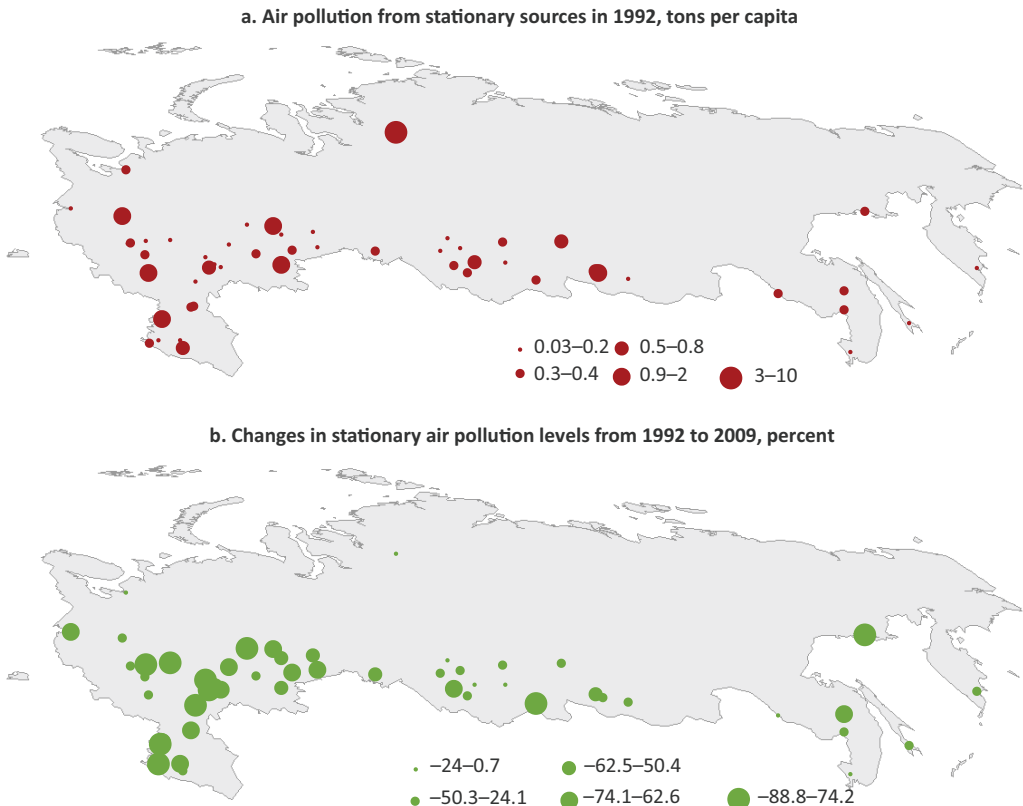 a. Air pollution from stationary sources in 1992, tons per capita
0.03–0.2 0.5–0.8
0.3–0.4 0.9–2 3–10
b. Changes in stationary air pollution levels from 1992 to 2009, percent
–24–0.7 –62.5–50.4
–50.3–24.1 –74.1–62.6 –88.8–74.2